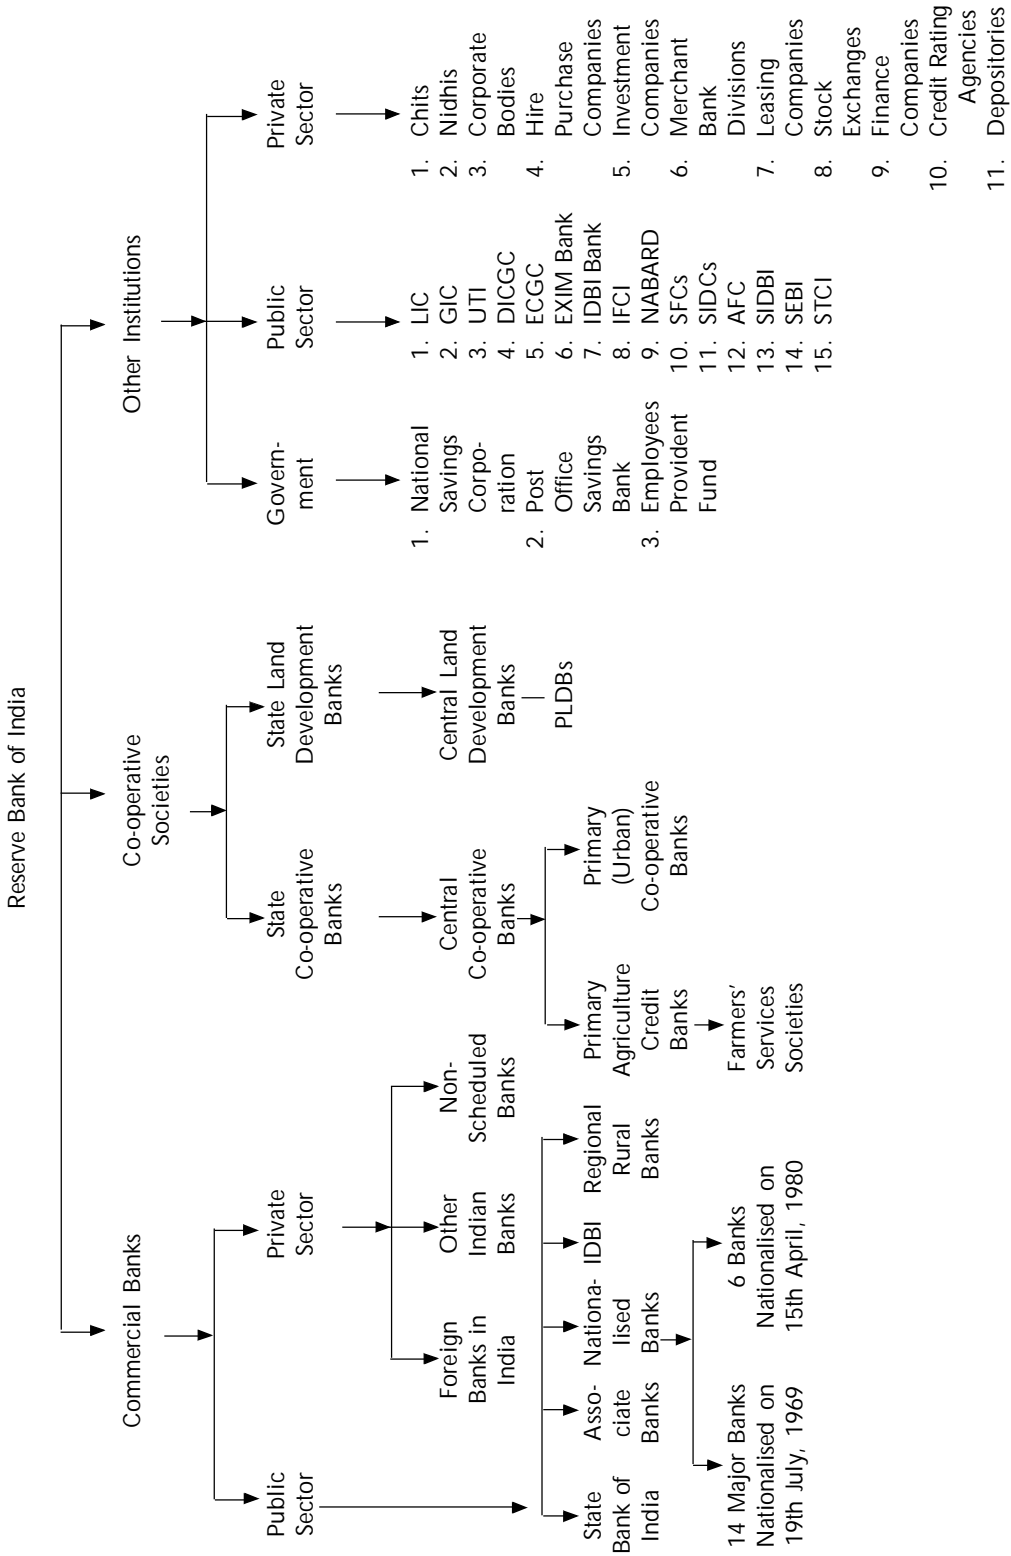 Reserve Bank of India
Commercial Banks
Co-operative
Societies
Other Institutions
Public
Sector
Private
Sector
State
Co-operative
Banks
State Land
Development
Banks
Govern-
ment
Public
Sector
Private
Sector
Foreign
Banks in
India
Other
Indian
Banks
Non-
Scheduled
Banks
Central
Co-operative
Banks
Central Land
Development
Banks
PLDBs
State
Bank of
India
Asso-
ciate
Banks
Nationa-
lised
Banks
IDBI
Regional
Rural
Banks
Primary
Agriculture
Credit
Banks
Primary
(Urban)
Co-operative
Banks
14 Major Banks
Nationalised on
19th July, 1969
6 Banks
Nationalised on
15th April, 1980
Farmers'
Services
Societies
1. National
Savings
Corpo-
ration
2. Post
Office
Savings
Bank
3. Employees
Provident
Fund
1. LIC
2. GIC
3. UTI
4. DICGC
5. ECGC
6. EXIM Bank
7. IDBI Bank
8. IFCI
9. NABARD
10. SFCs
11. SIDCs
12. AFC
13. SIDBI
14. SEBI
15. STCI
1. Chits
2. Nidhis
3. Corporate
Bodies
4. Hire
Purchase
Companies
5. Investment
Companies
6. Merchant
Bank
Divisions
7. Leasing
Companies
8. Stock
Exchanges
9. Finance
Companies
10. Credit Rating
Agencies
11. Depositories